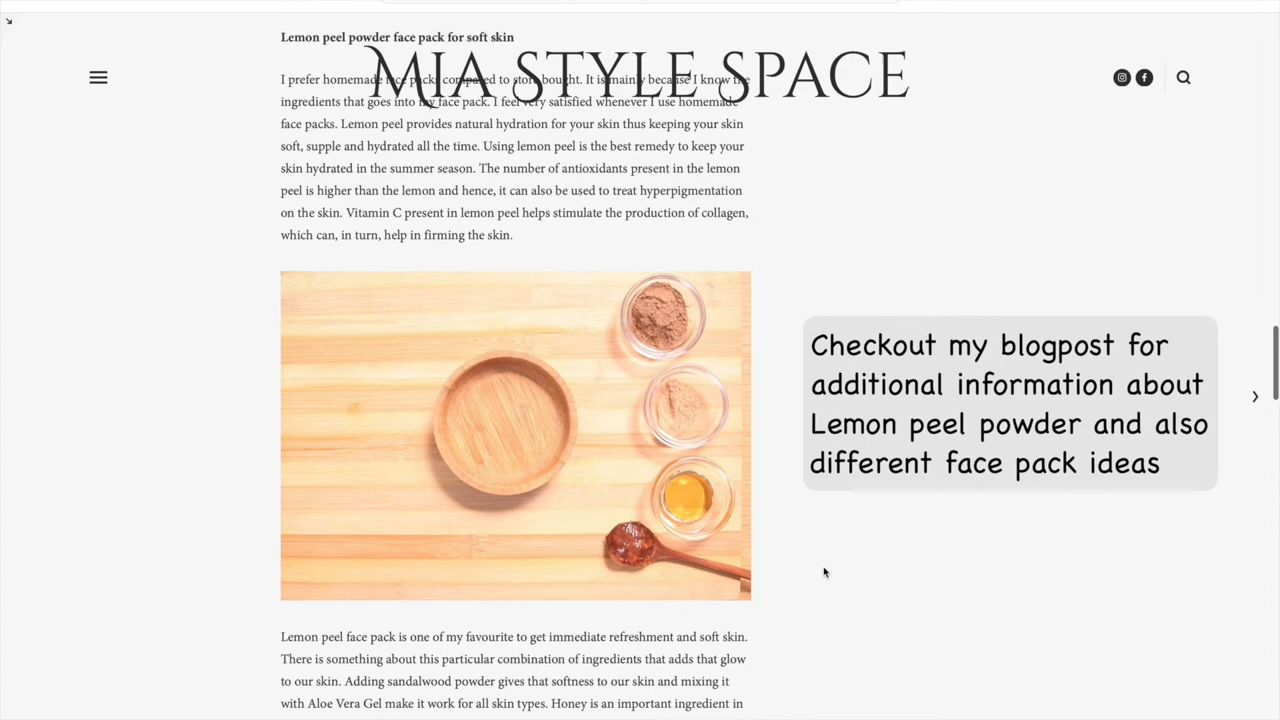 Lemon peel powder face pack for soft skin
MIA STYLE SPACE
I prefer homemade face packs compared to store bought. It is mainly because I know the
ingredients that goes into my face pack. I feel very satisfied whenever I use homemade
face packs. Lemon peel provides natural hydration for your skin thus keeping your skin
soft, supple and hydrated all the time. Using lemon peel is the best remedy to keep your
skin hydrated in the summer season. The number of antioxidants present in the lemon
peel is higher than the lemon and hence, it can also be used to treat hyperpigmentation
on the skin. Vitamin C present in lemon peel helps stimulate the production of collagen,
which can, in turn, help in firming the skin.
Checkout my blogpost for
additional information about
Lemon peel powder and also
different face pack ideas
Lemon peel face pack is one of my favourite to get immediate refreshment and soft skin.
There is something about this particular combination of ingredients that adds that glow
to our skin. Adding sandalwood powder gives that softness to our skin and mixing it
with Aloe Vera Gel make it work for all skin types. Honey is an important ingredient in